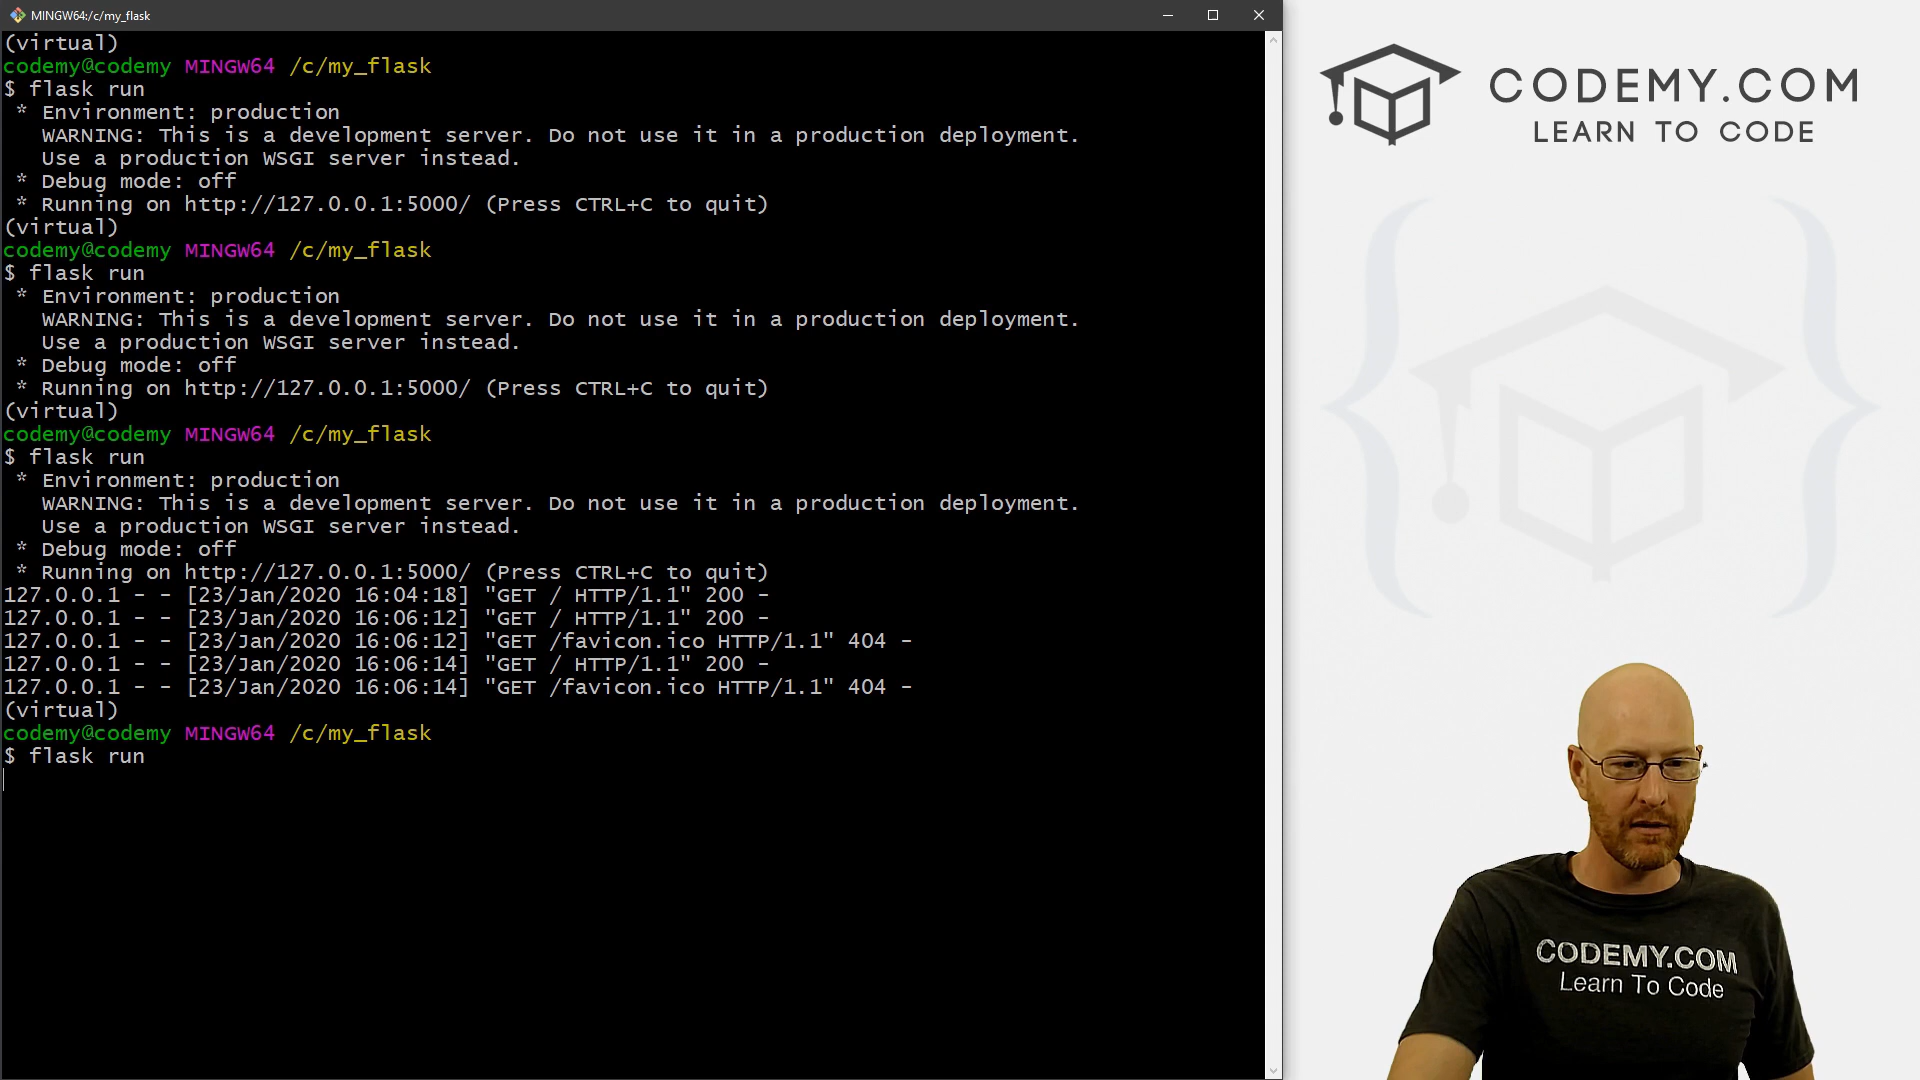 MINGW64:/c/my_flask
(virtual)
codemy@codemy MINGW64 /c/my_flask
$ flask run
 * Environment: production
   WARNING: This is a development server. Do not use it in a production deployment.
   Use a production WSGI server instead.
 * Debug mode: off
 * Running on http://127.0.0.1:5000/ (Press CTRL+C to quit)
(virtual)
codemy@codemy MINGW64 /c/my_flask
$ flask run
 * Environment: production
   WARNING: This is a development server. Do not use it in a production deployment.
   Use a production WSGI server instead.
 * Debug mode: off
 * Running on http://127.0.0.1:5000/ (Press CTRL+C to quit)
(virtual)
codemy@codemy MINGW64 /c/my_flask
$ flask run
 * Environment: production
   WARNING: This is a development server. Do not use it in a production deployment.
   Use a production WSGI server instead.
 * Debug mode: off
 * Running on http://127.0.0.1:5000/ (Press CTRL+C to quit)
127.0.0.1 - - [23/Jan/2020 16:04:18] "GET / HTTP/1.1" 200 -
127.0.0.1 - - [23/Jan/2020 16:06:12] "GET / HTTP/1.1" 200 -
127.0.0.1 - - [23/Jan/2020 16:06:12] "GET /favicon.ico HTTP/1.1" 404 -
127.0.0.1 - - [23/Jan/2020 16:06:14] "GET / HTTP/1.1" 200 -
127.0.0.1 - - [23/Jan/2020 16:06:14] "GET /favicon.ico HTTP/1.1" 404 -
(virtual)
codemy@codemy MINGW64 /c/my_flask
$ flask run
CODEMY.COM
LEARN TO CODE
CODEMY.COM
Learn To Code